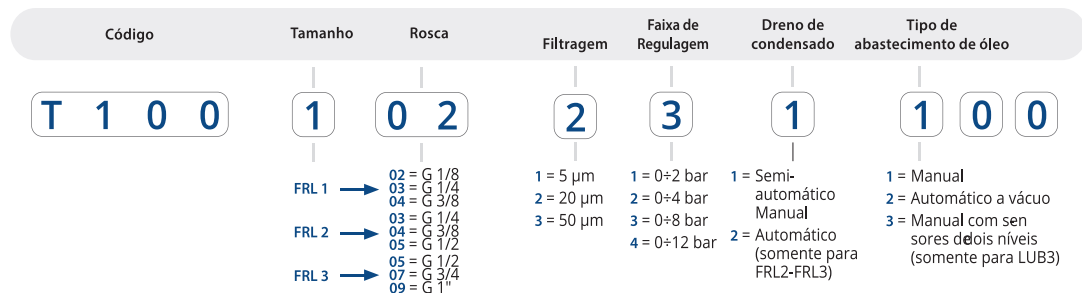 Código
Tamanho
Rosca
Filtragem
Faixa de
Regulagem
Dreno de
condensado
Tipo de
abastecimento de óleo
T 1 0 0
1
0 2
2
3
1
1 0 0
FRL 1
02 = G 1/8
03 = G 1/4
04 = G 3/8
FRL 2
03 = G 1/4
04 = G 3/8
05 = G 1/2
FRL 3
05 = G 1/2
07 = G 3/4
09 = G 1"
1 = 5 µm
2 = 20 µm
3 = 50 µm
1 = 0÷2 bar
2 = 0÷4 bar
3 = 0÷8 bar
4 = 0÷12 bar
1 = Semi-
automático
Manual
2 = Automático
(somente para
FRL2-FRL3)
1 = Manual
2 = Automático a vácuo
3 = Manual com sen
sores de dois níveis
(somente para LUB3)